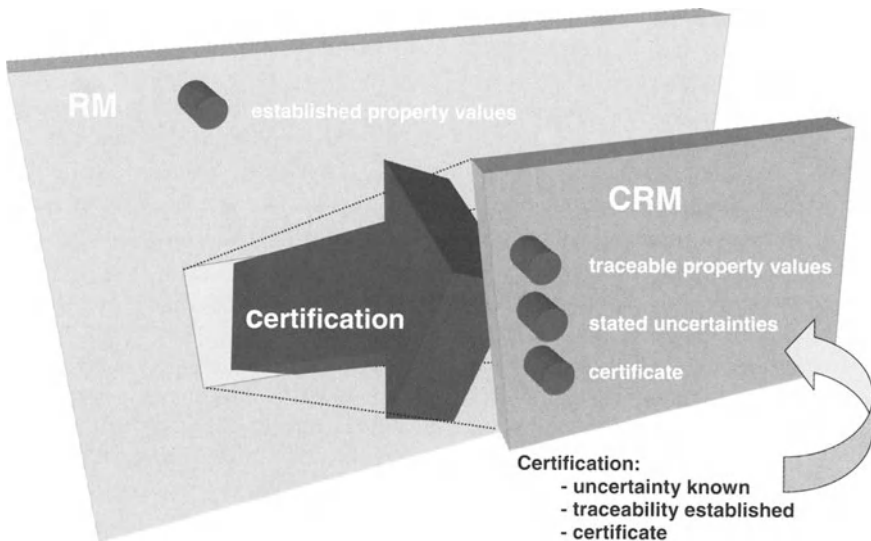 RM
established property values
CRM
traceable property values
stated uncertainties
certificate
Certification
Certification:
- uncertainty known
- traceability established
- certificate